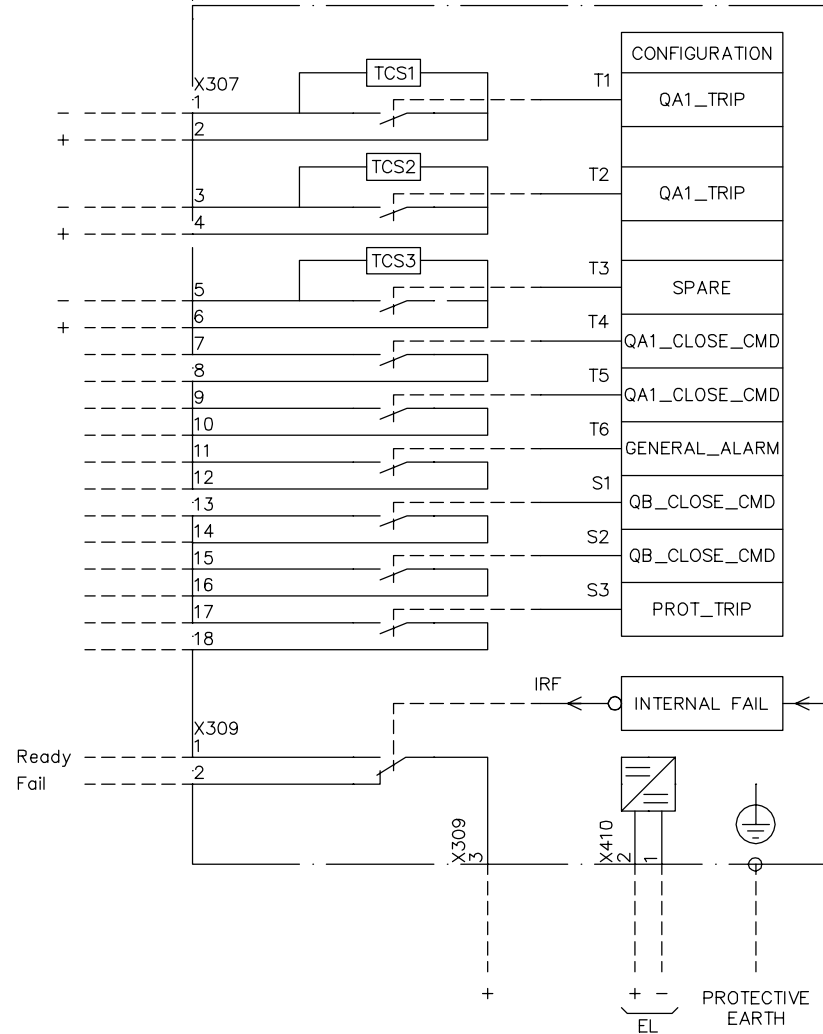 CONFIGURATION
X307
TCS1
T1
QA1_TRIP
1
–
2
+
TCS2
T2
QA1_TRIP
3
–
4
+
TCS3
T3
SPARE
5
–
6
+
T4
QA1_CLOSE_CMD
7
8
T5
QA1_CLOSE_CMD
9
10
T6
GENERAL_ALARM
11
12
S1
QB_CLOSE_CMD
13
14
S2
QB_CLOSE_CMD
15
16
S3
PROT_TRIP
17
18
IRF
INTERNAL FAIL
X309
1
Ready
2
Fail
X309
3
X410
2
1
+
+ –
EL
PROTECTIVE
EARTH